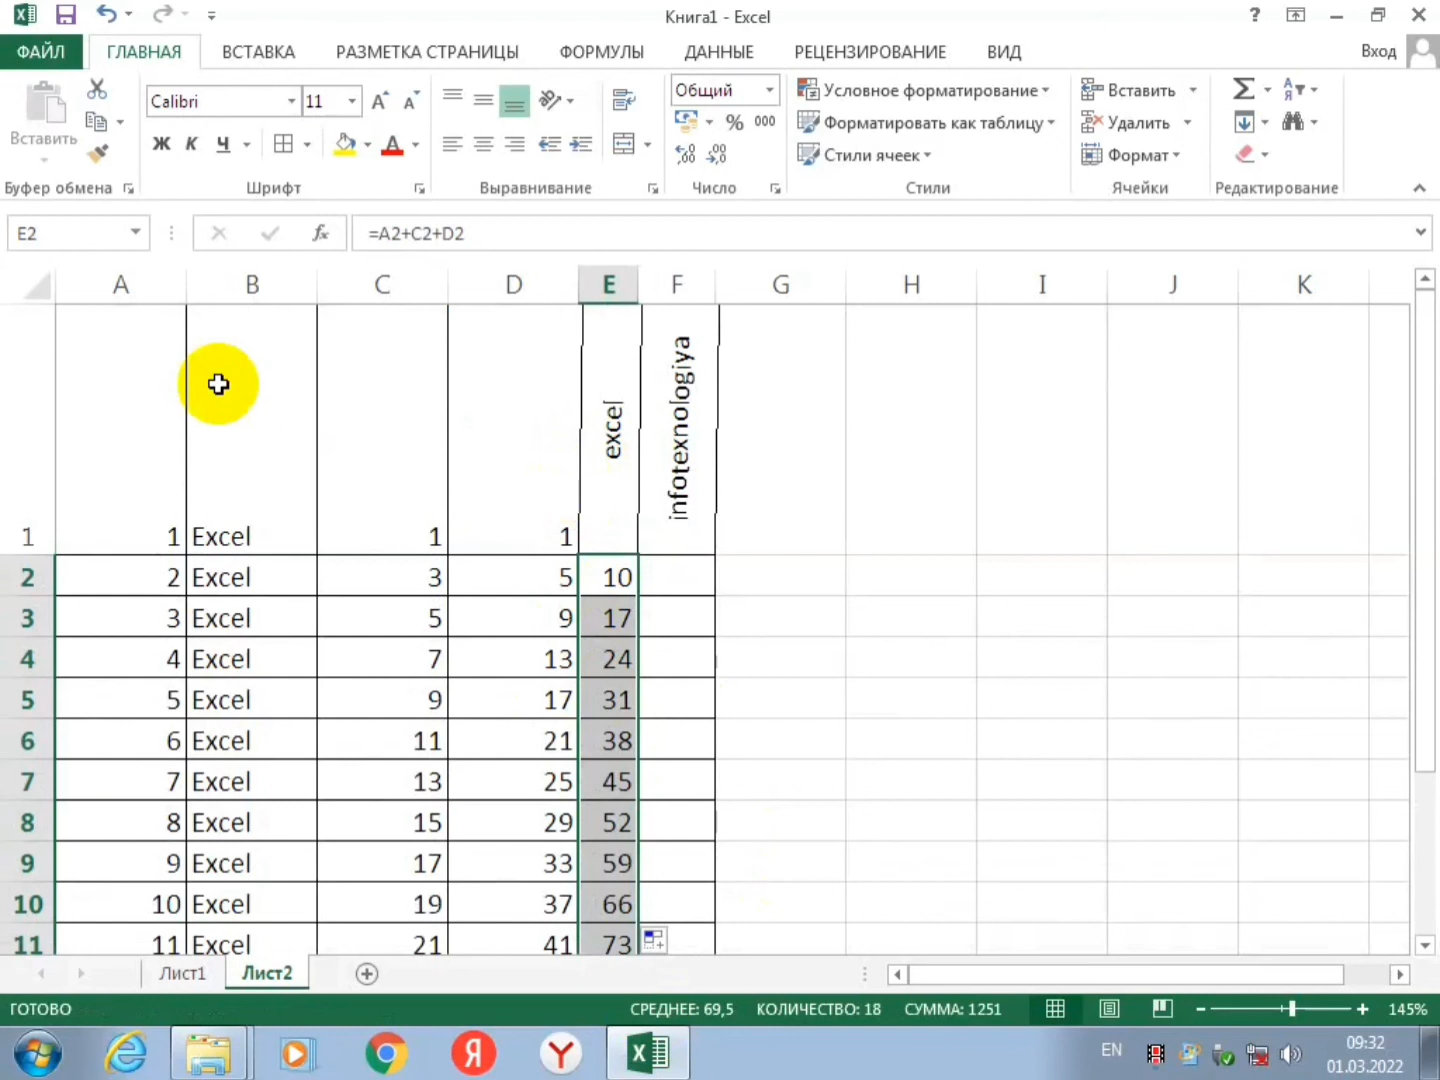 Книга1 - Excel
?
ФАЙЛ ГЛАВНАЯ ВСТАВКА РАЗМЕТКА СТРАНИЦЫ ФОРМУЛЫ ДАННЫЕ РЕЦЕНЗИРОВАНИЕ ВИД Вход
Вставить
Calibri 11
Ж К Ч
Общий
% 000
Условное форматирование
Форматировать как таблицу
Стили ячеек
Вставить
Удалить
Формат
Буфер обмена Шрифт Выравнивание Число Стили Ячейки Редактирование
E2 fx =A2+C2+D2
A B C D E F G H I J K
excel
infotexnologiya
1 1 Excel 1 1
2 2 Excel 3 5 10
3 3 Excel 5 9 17
4 4 Excel 7 13 24
5 5 Excel 9 17 31
6 6 Excel 11 21 38
7 7 Excel 13 25 45
8 8 Excel 15 29 52
9 9 Excel 17 33 59
10 10 Excel 19 37 66
11 11 Excel 21 41 73
Лист1 Лист2
ГОТОВО СРЕДНЕЕ: 69,5 КОЛИЧЕСТВО: 18 СУММА: 1251 145%
EN 09:32
01.03.2022